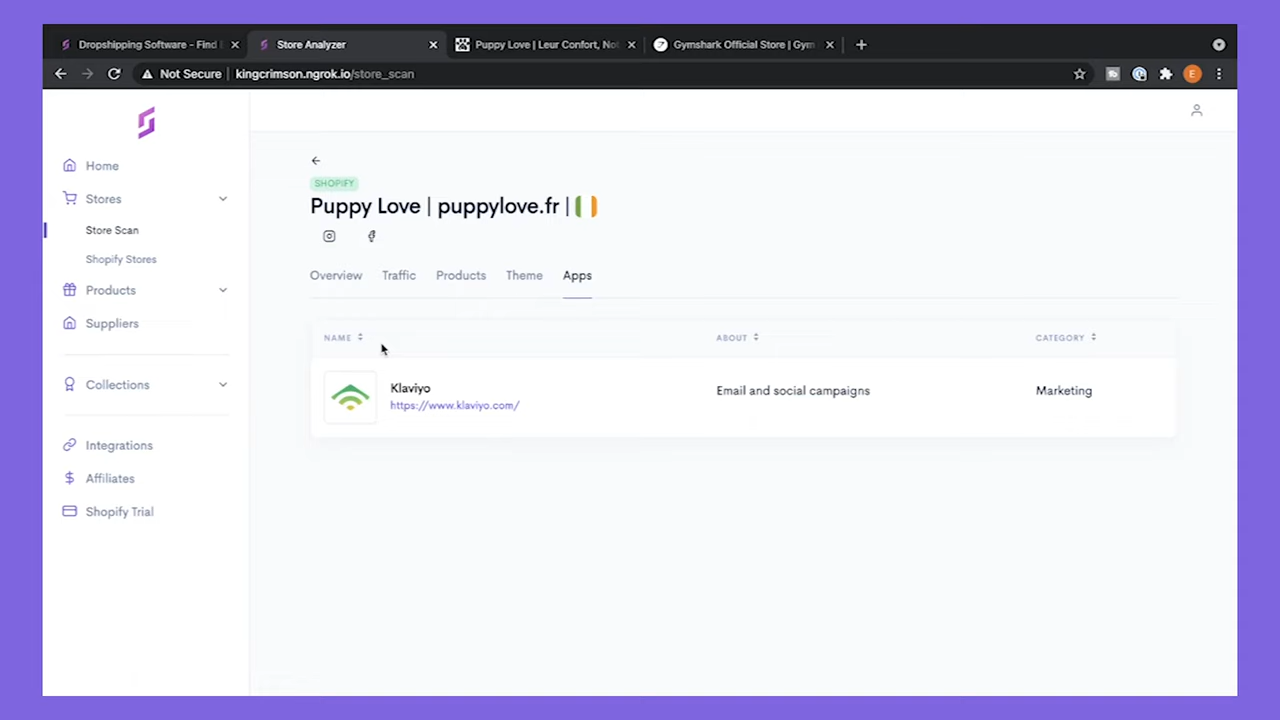 Dropshipping Software - Find
Store Analyzer
Puppy Love | Leur Confort, No
Gymshark Official Store | Gym
Not Secure
kingcrimson.ngrok.io/store_scan
E
Home
Stores
Store Scan
Shopify Stores
Products
Suppliers
Collections
Integrations
Affiliates
Shopify Trial
SHOPIFY
Puppy Love | puppylove.fr |
Overview Traffic Products Theme Apps
NAME ABOUT CATEGORY
Klaviyo
https://www.klaviyo.com/
Email and social campaigns
Marketing